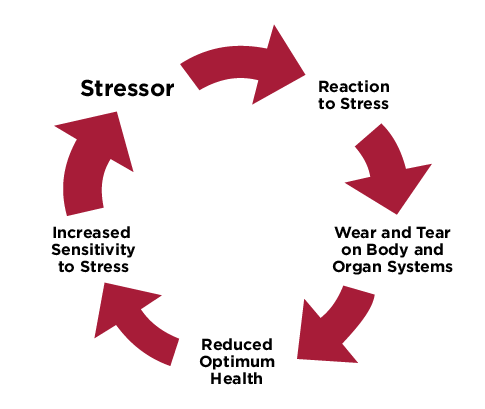 Stressor
Reaction
to Stress
Wear and Tear
on Body and
Organ Systems
Reduced
Optimum
Health
Increased
Sensitivity
to Stress